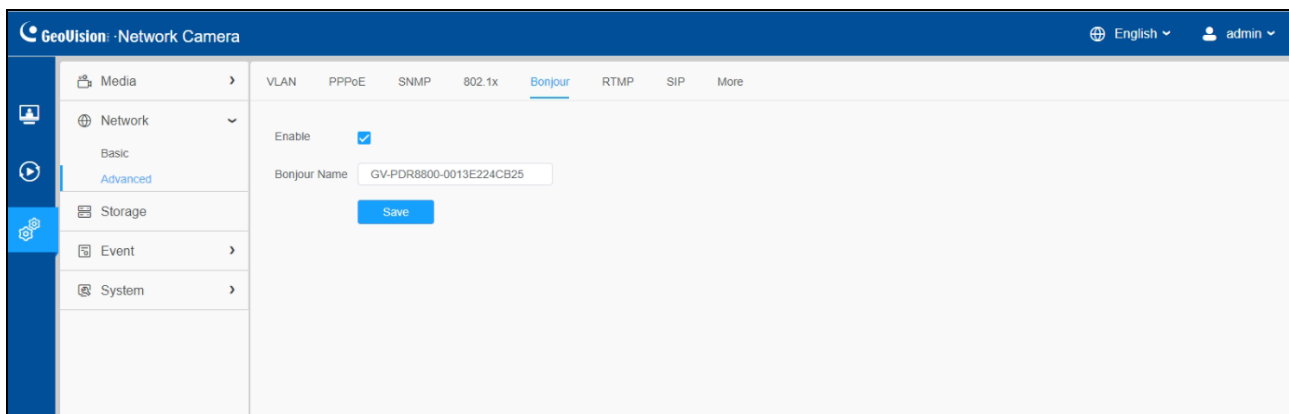 GeoVision Network Camera
English
admin
Media
Network
Basic
Advanced
Storage
Event
System
VLAN PPPoE SNMP 802.1x Bonjour RTMP SIP More
Enable
Bonjour Name GV-PDR8800-0013E224CB25
Save